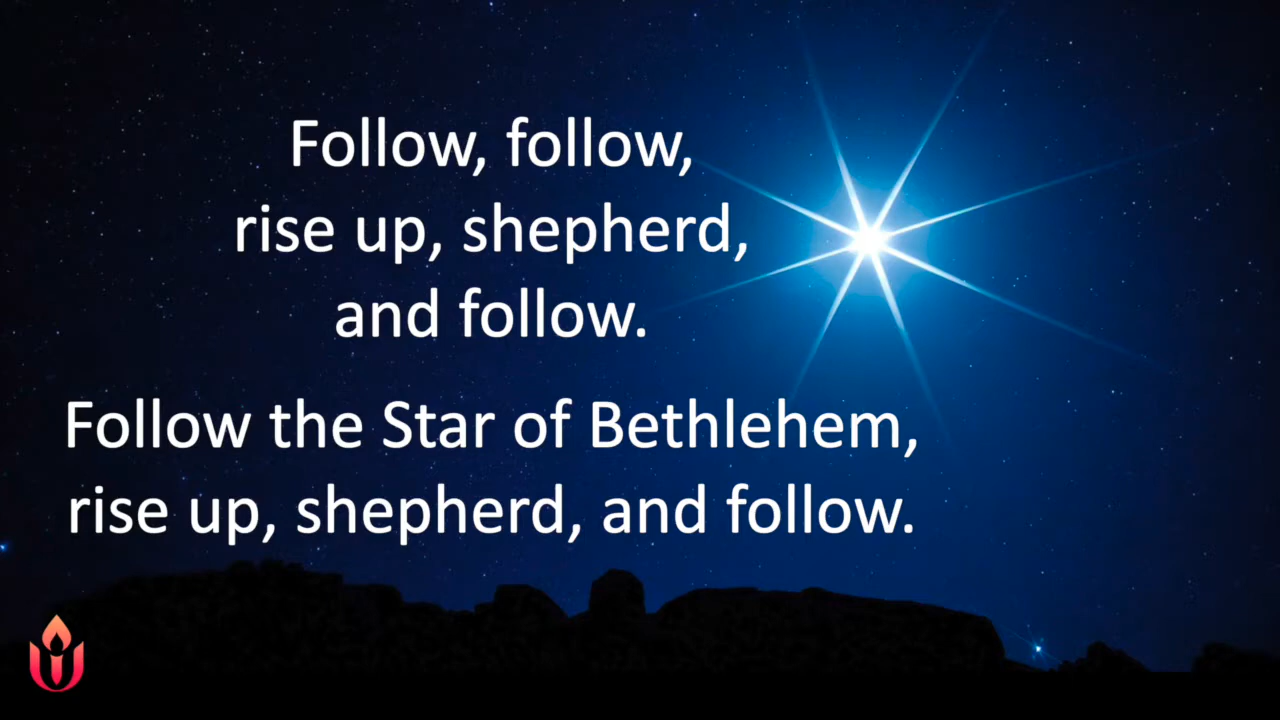 Follow, follow,
rise up, shepherd,
and follow.
Follow the Star of Bethlehem,
rise up, shepherd, and follow.